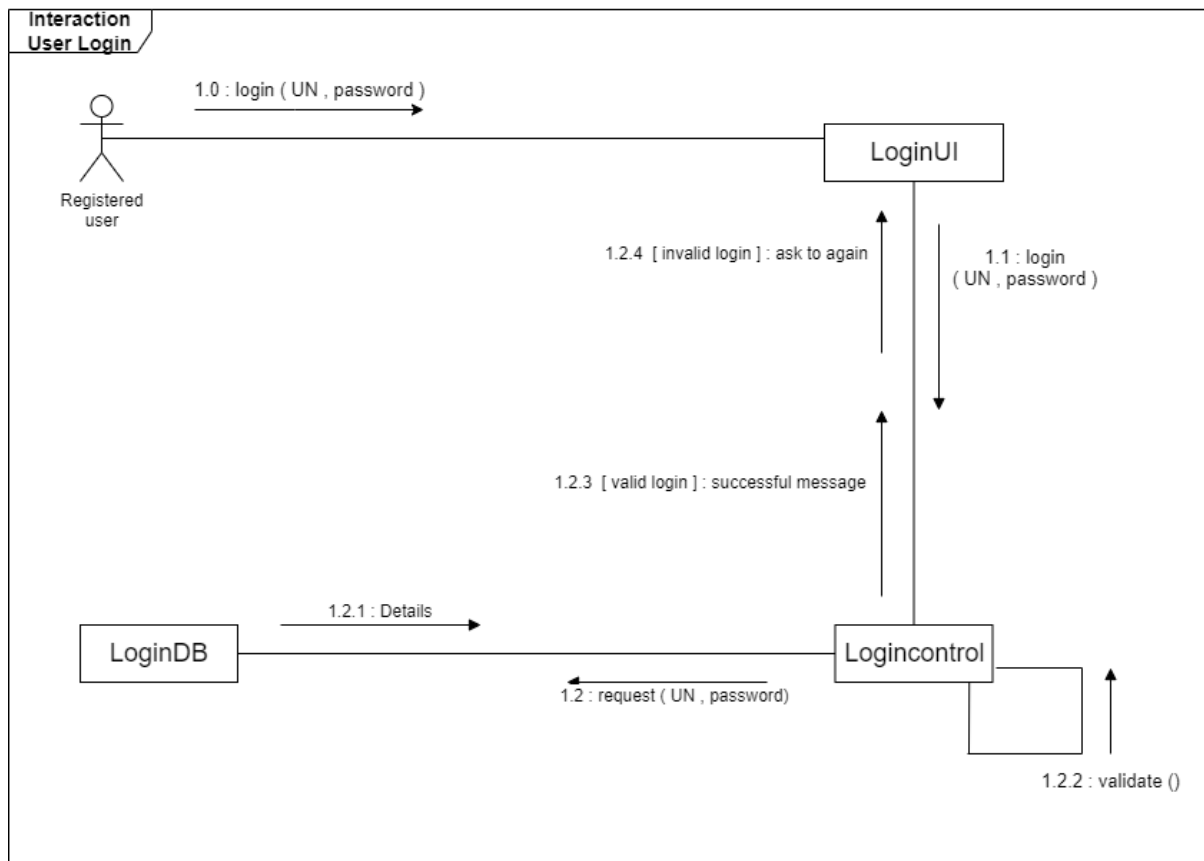 Interaction
User Login
1.0 : login ( UN , password )
LoginUI
Registered
user
1.2.4 [ invalid login ] : ask to again
1.1 : login
( UN , password )
1.2.3 [ valid login ] : successful message
1.2.1 : Details
LoginDB
Logincontrol
1.2 : request ( UN , password)
1.2.2 : validate ()